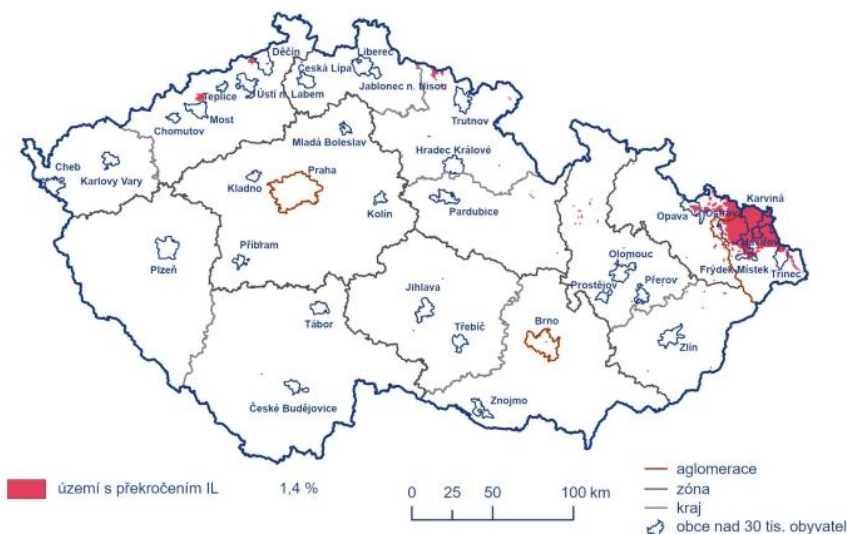 Děčín
Liberec
Česká Lípa
Teplice
Ústí n. Labem
Jablonec n. Nisou
Most
Chomutov
Trutnov
Mladá Boleslav
Hradec Králové
Cheb
Karlovy Vary
Praha
Kladno
Kolín
Pardubice
Karviná
Opava
Ostrava
Havířov
Plzeň
Příbram
Olomouc
Frýdek-Místek
Třinec
Jihlava
Prostějov
Přerov
Tábor
Třebíč
Brno
Zlín
České Budějovice
Znojmo
území s překročením IL 1,4 %
0 25 50 100 km
aglomerace
zóna
kraj
obce nad 30 tis. obyvatel